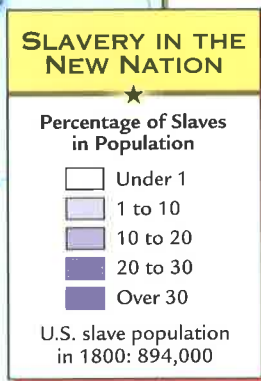 SLAVERY IN THE
NEW NATION
Percentage of Slaves
in Population
Under 1
1 to 10
10 to 20
20 to 30
Over 30
U.S. slave population
in 1800: 894,000